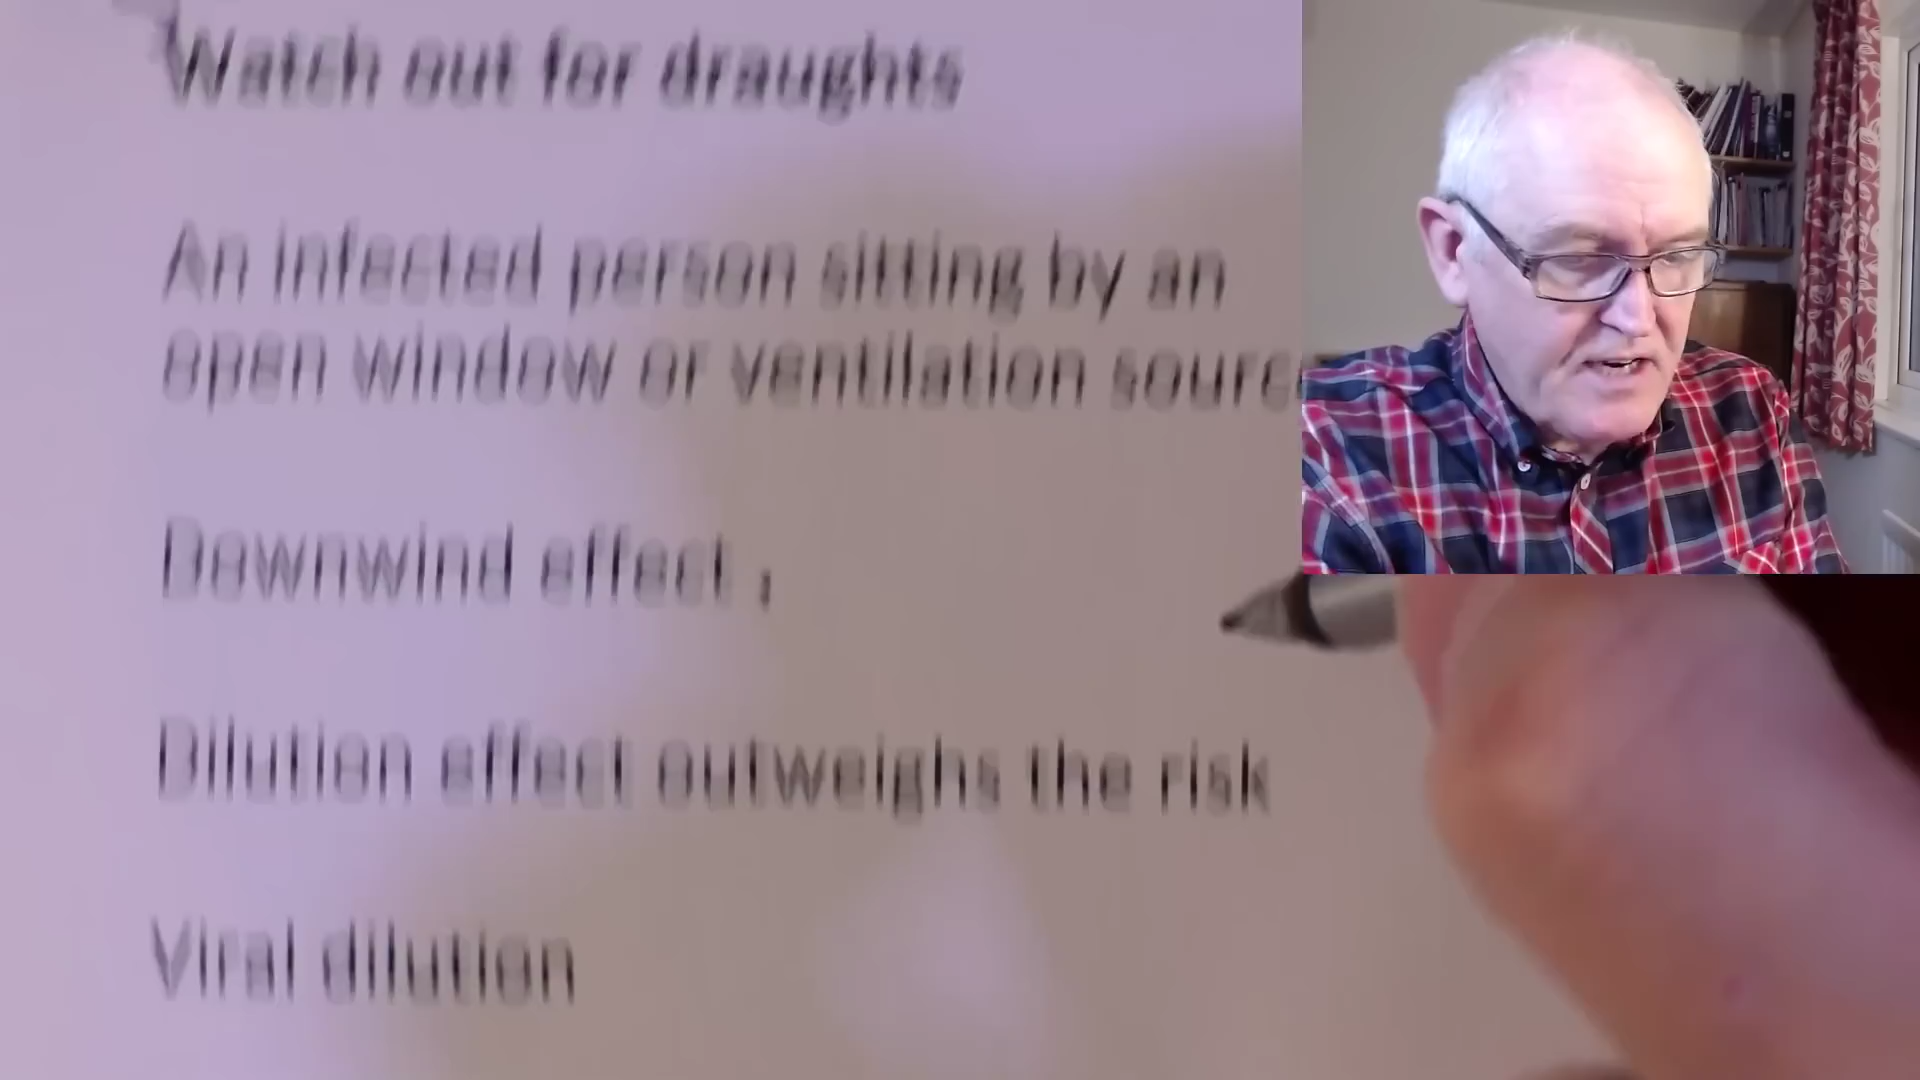 Watch out for draughts
An infected person sitting by an
open window or ventilation source
Downwind effect,
Dilution effect outweighs the risk
Viral dilution